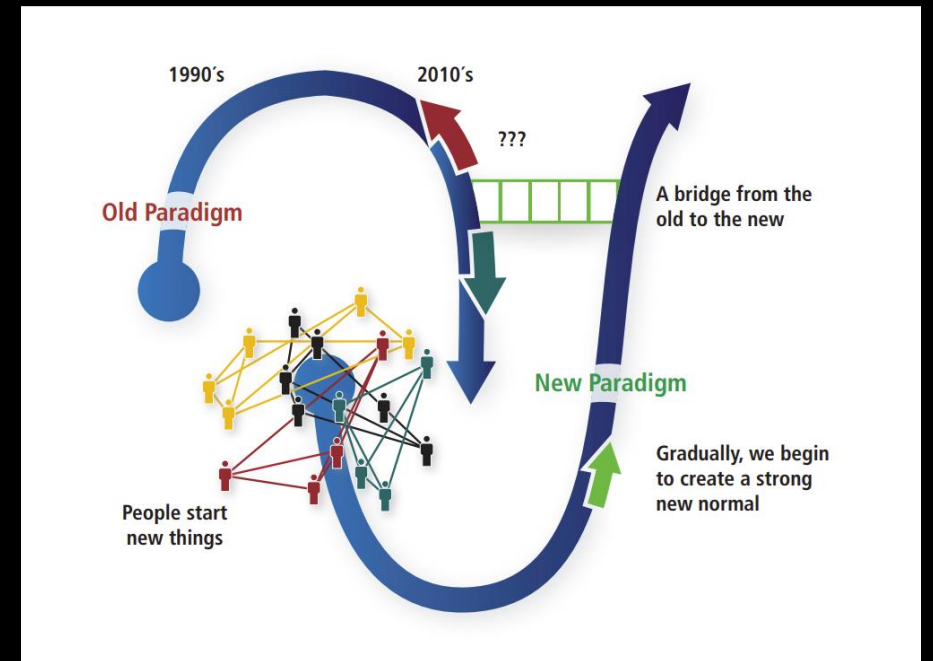 1990´s
2010´s
???
Old Paradigm
A bridge from the
old to the new
New Paradigm
Gradually, we begin
to create a strong
new normal
People start
new things